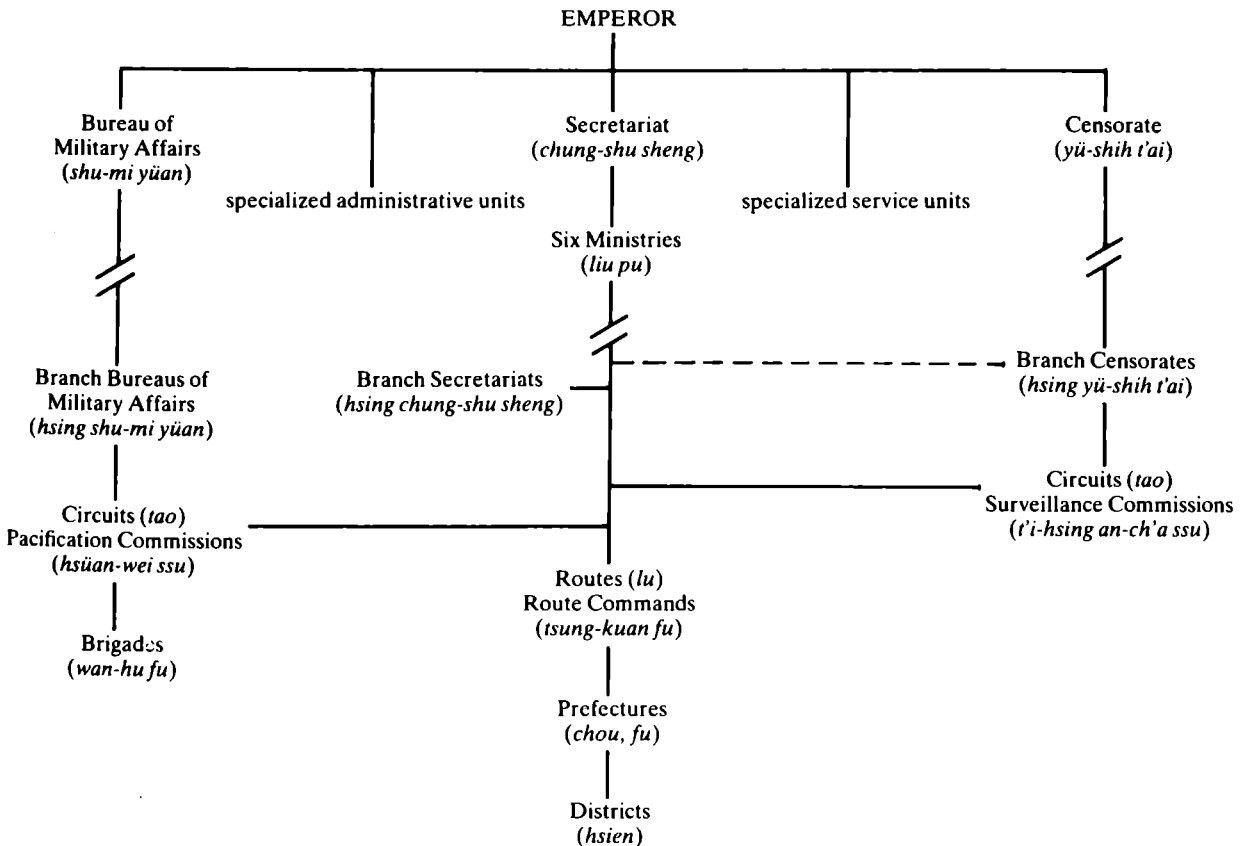 EMPEROR
Bureau of
Military Affairs
(shu-mi yüan)
Secretariat
(chung-shu sheng)
Censorate
(yü-shih t'ai)
specialized administrative units
specialized service units
Six Ministries
(liu pu)
Branch Bureaus of
Military Affairs
(hsing shu-mi yüan)
Branch Secretariats
(hsing chung-shu sheng)
Branch Censorates
(hsing yü-shih t'ai)
Circuits (tao)
Pacification Commissions
(hsüan-wei ssu)
Circuits (tao)
Surveillance Commissions
(t'i-hsing an-ch'a ssu)
Routes (lu)
Route Commands
(tsung-kuan fu)
Brigades
(wan-hu fu)
Prefectures
(chou, fu)
Districts
(hsien)